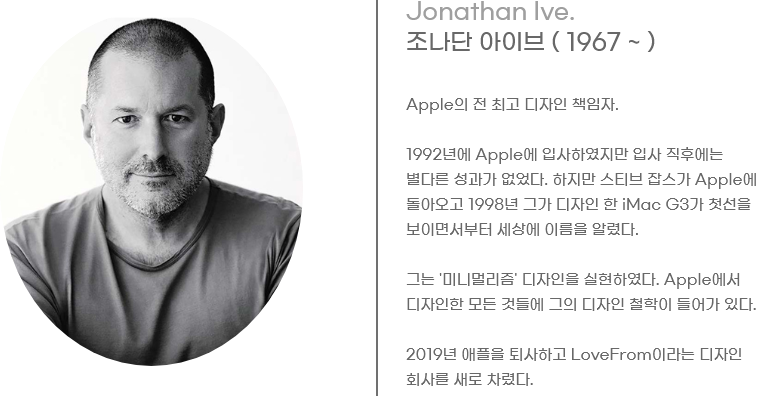 Jonathan Ive.
조나단 아이브 ( 1967 ~ )
Apple의 전 최고 디자인 책임자.
1992년에 Apple에 입사하였지만 입사 직후에는
별다른 성과가 없었다. 하지만 스티브 잡스가 Apple에
돌아오고 1998년 그가 디자인 한 iMac G3가 첫선을
보이면서부터 세상에 이름을 알렸다.
그는 '미니멀리즘' 디자인을 실현하였다. Apple에서
디자인한 모든 것들에 그의 디자인 철학이 들어가 있다.
2019년 애플을 퇴사하고 LoveFrom이라는 디자인
회사를 새로 차렸다.